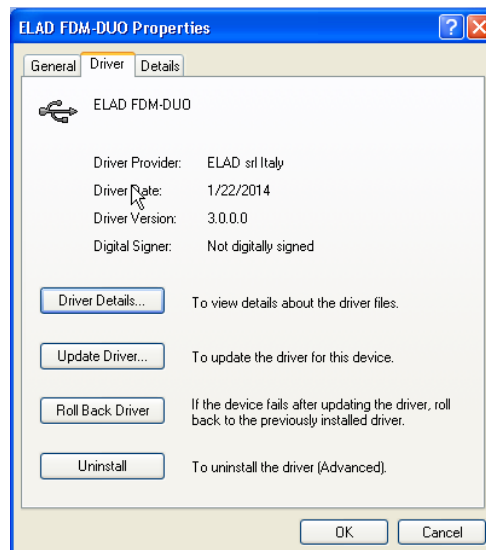 ELAD FDM-DUO Properties
General Driver Details
ELAD FDM-DUO
Driver Provider: ELAD srl Italy
Driver Date: 1/22/2014
Driver Version: 3.0.0.0
Digital Signer: Not digitally signed
Driver Details... To view details about the driver files.
Update Driver... To update the driver for this device.
Roll Back Driver If the device fails after updating the driver, roll
back to the previously installed driver.
Uninstall To uninstall the driver (Advanced).
OK Cancel